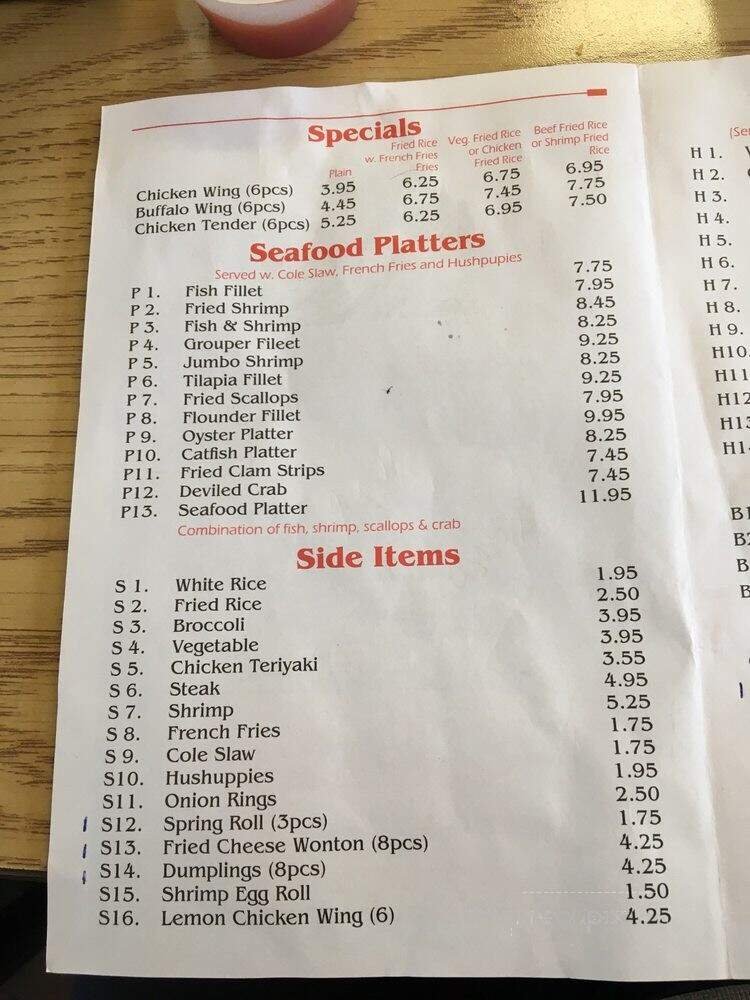 Specials
Plain
Fried Rice
w. French Fries
Fries
Veg. Fried Rice
or Chicken
Fried Rice
Beef Fried Rice
or Shrimp Fried
Rice
Chicken Wing (6pcs) 3.95 6.25 6.75 6.95
Buffalo Wing (6pcs) 4.45 6.75 7.45 7.75
Chicken Tender (6pcs) 5.25 6.25 6.95 7.50
Seafood Platters
Served w. Cole Slaw, French Fries and Hushpupies
P 1. Fish Fillet 7.75
P 2. Fried Shrimp 7.95
P 3. Fish & Shrimp 8.45
P 4. Grouper Fileet 8.25
P 5. Jumbo Shrimp 9.25
P 6. Tilapia Fillet 8.25
P 7. Fried Scallops 9.25
P 8. Flounder Fillet 7.95
P 9. Oyster Platter 9.95
P10. Catfish Platter 8.25
P11. Fried Clam Strips 7.45
P12. Deviled Crab 7.45
P13. Seafood Platter 11.95
Combination of fish, shrimp, scallops & crab
Side Items
S 1. White Rice 1.95
S 2. Fried Rice 2.50
S 3. Broccoli 3.95
S 4. Vegetable 3.95
S 5. Chicken Teriyaki 3.55
S 6. Steak 4.95
S 7. Shrimp 5.25
S 8. French Fries 1.75
S 9. Cole Slaw 1.75
S10. Hushuppies 1.95
S11. Onion Rings 2.50
S12. Spring Roll (3pcs) 1.75
S13. Fried Cheese Wonton (8pcs) 4.25
S14. Dumplings (8pcs) 4.25
S15. Shrimp Egg Roll 1.50
S16. Lemon Chicken Wing (6) 4.25
H 1.
H 2.
H 3.
H 4.
H 5.
H 6.
H 7.
H 8.
H 9.
H10.
H11
H12